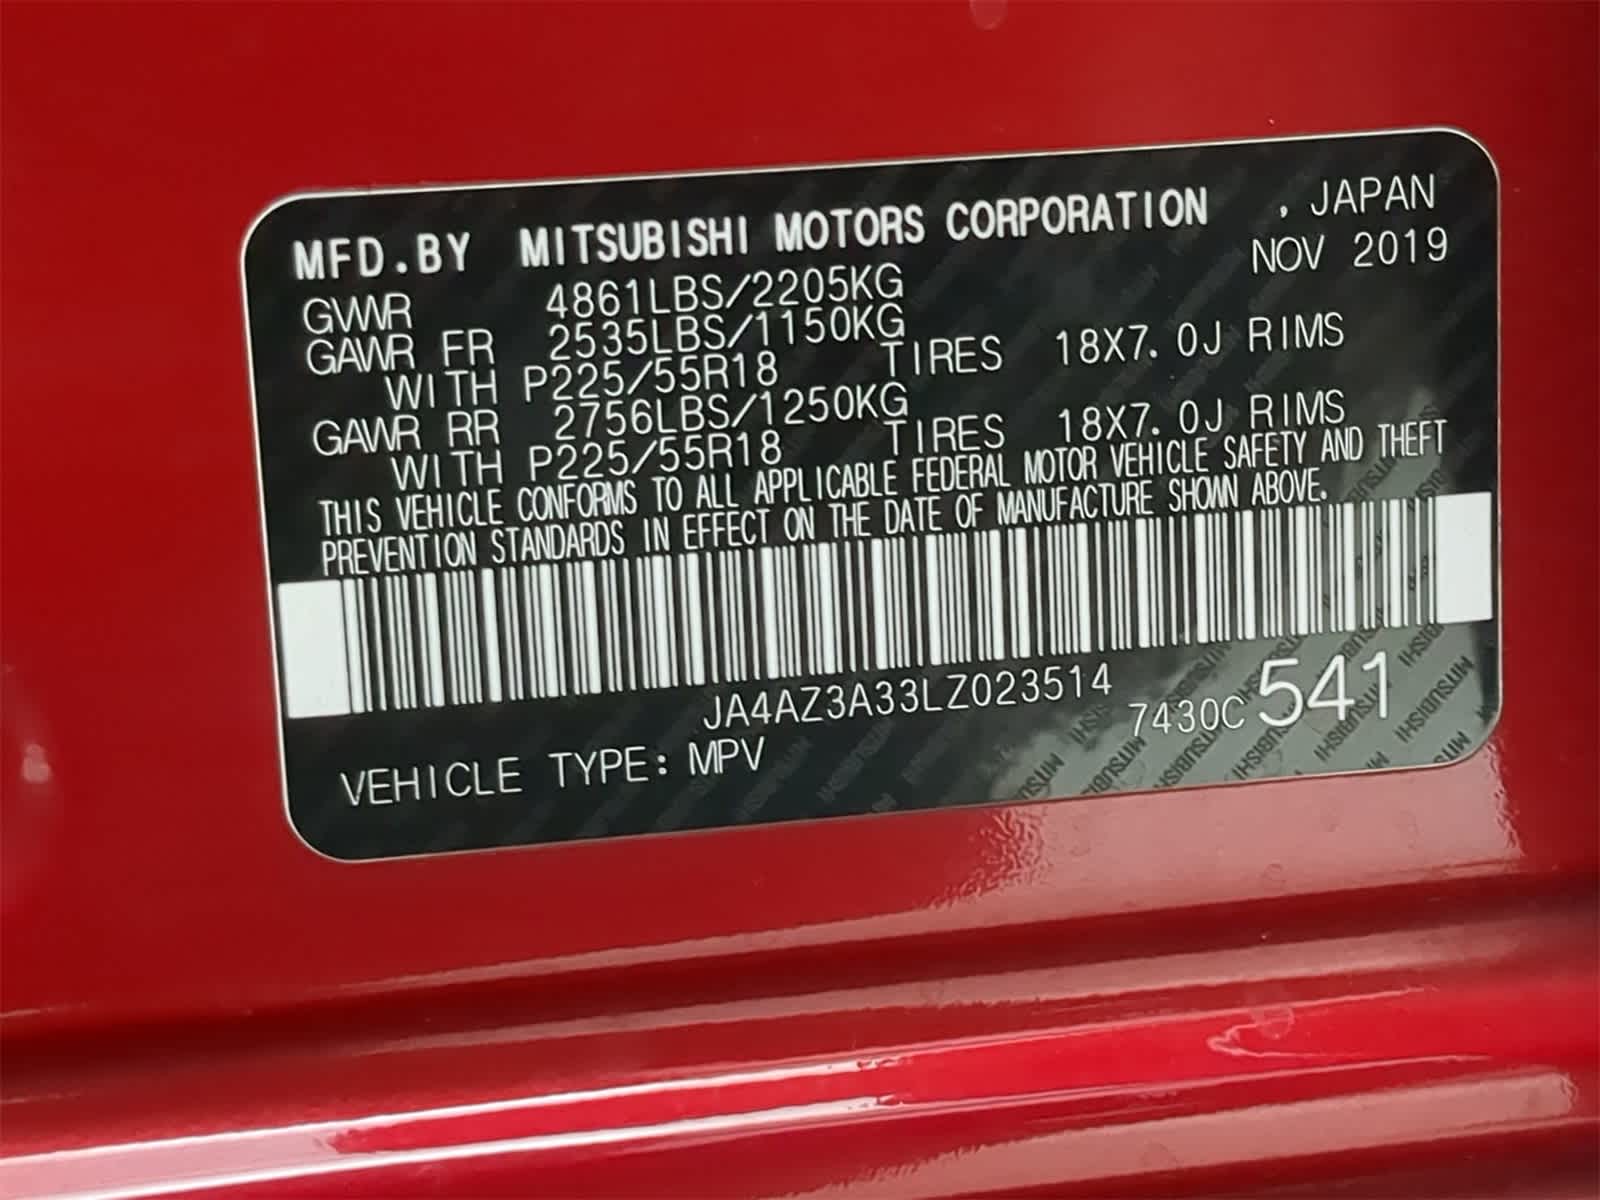 MFD.BY MITSUBISHI MOTORS CORPORATION , JAPAN
NOV 2019
GVWR 4861LBS/2205KG
GAWR FR 2535LBS/1150KG
WITH P225/55R18 TIRES 18X7.0J RIMS
GAWR RR 2756LBS/1250KG
WITH P225/55R18 TIRES 18X7.0J RIMS
THIS VEHICLE CONFORMS TO ALL APPLICABLE FEDERAL MOTOR VEHICLE SAFETY AND THEFT
PREVENTION STANDARDS IN EFFECT ON THE DATE OF MANUFACTURE SHOWN ABOVE.
JA4AZ3A33LZ023514
7430C 541
VEHICLE TYPE: MPV